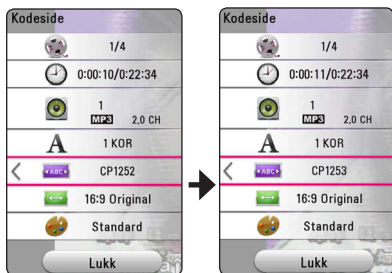 Kodeside
1/4
0:00:10/0:22:34
1
MP3 2.0 CH
A 1 KOR
ABC CP1252
16:9 Original
Standard
Lukk
Kodeside
1/4
0:00:11/0:22:34
1
MP3 2.0 CH
A 1 KOR
ABC CP1253
16:9 Original
Standard
Lukk